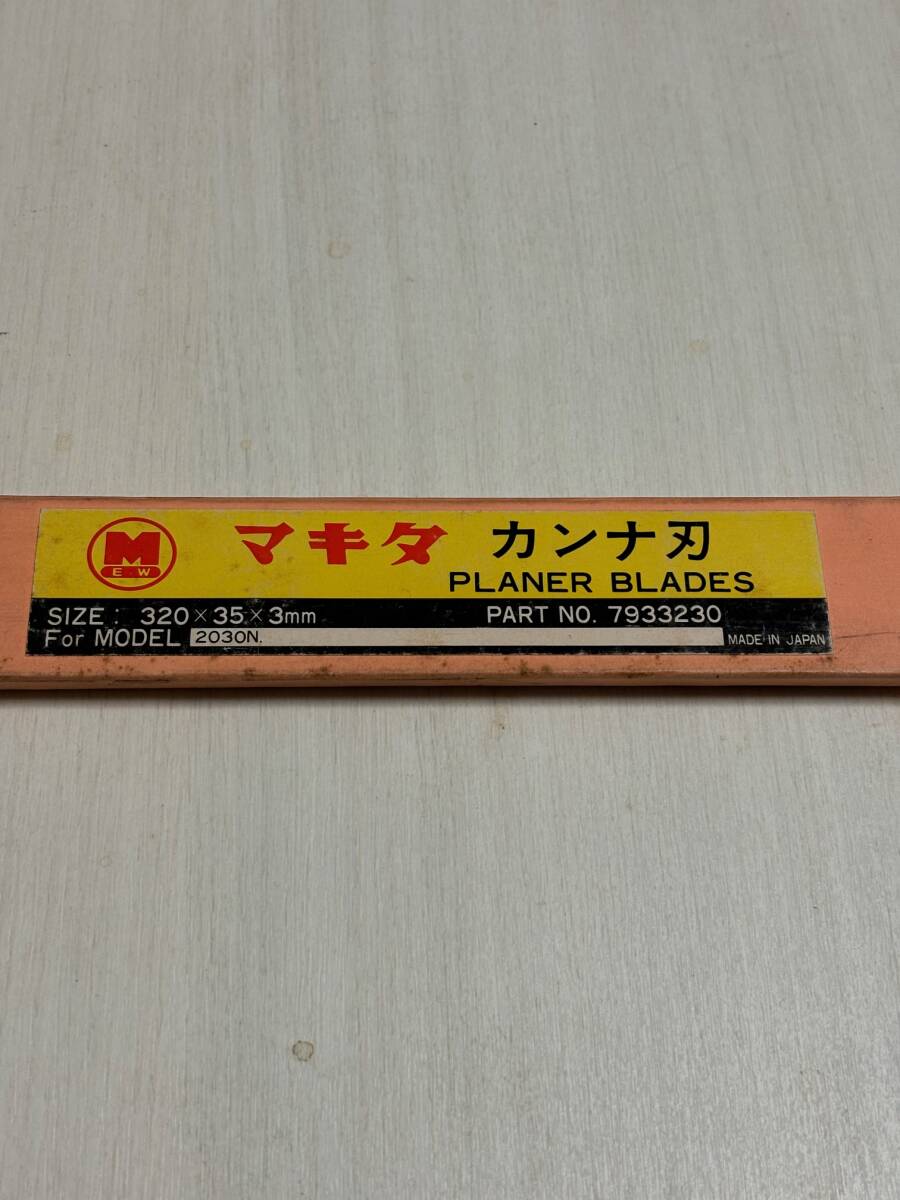 M
E.W
マキタ カンナ刃
PLANER BLADES
SIZE: 320×35×3mm PART NO. 7933230
For MODEL 2030N. MADE IN JAPAN